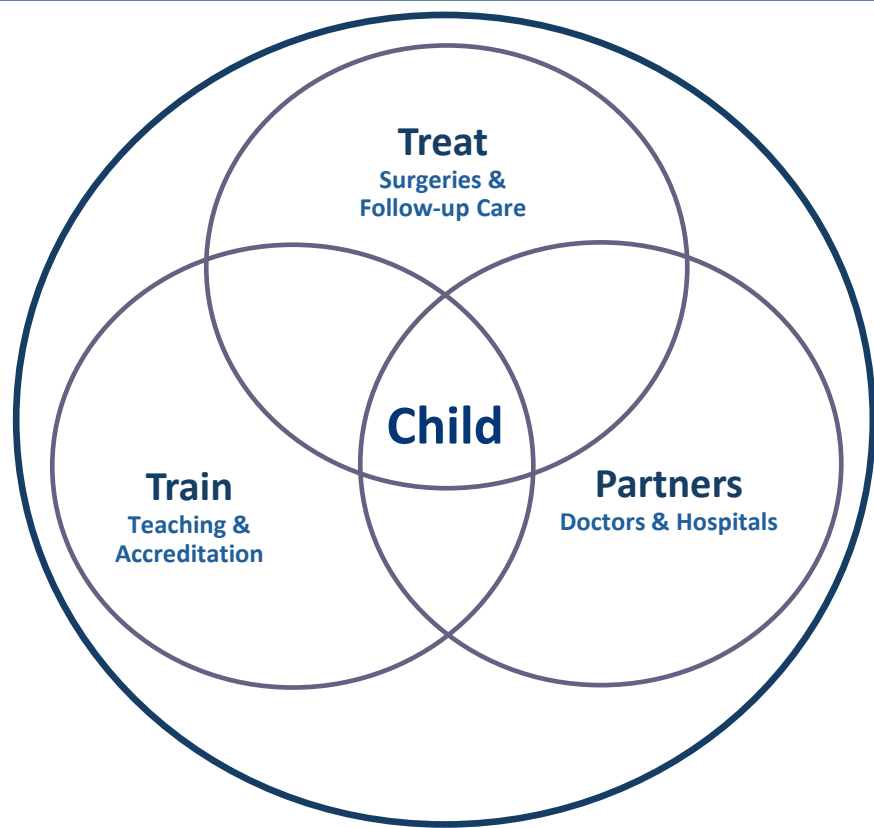 Treat
Surgeries &
Follow-up Care
Child
Train
Teaching &
Accreditation
Partners
Doctors & Hospitals